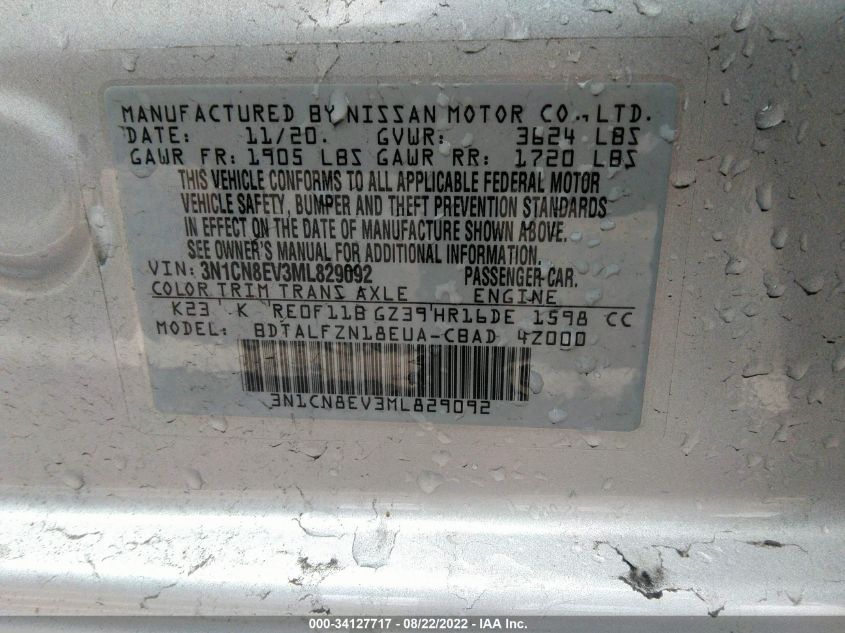 MANUFACTURED BY NISSAN MOTOR CO., LTD.
DATE: 11/20. GVWR: 3624 LBS
GAWR FR: 1905 LBS GAWR RR: 1720 LBS
THIS VEHICLE CONFORMS TO ALL APPLICABLE FEDERAL MOTOR
VEHICLE SAFETY, BUMPER AND THEFT PREVENTION STANDARDS
IN EFFECT ON THE DATE OF MANUFACTURE SHOWN ABOVE.
SEE OWNER'S MANUAL FOR ADDITIONAL INFORMATION.
VIN: 3N1CN8EV3ML829092 PASSENGER-CAR.
COLOR TRIM TRANS AXLE ENGINE
K23 K RE0F11B GZ39 HR16DE 1598 CC
MODEL: BDTALFZN18EUA-CBAD 4Z000
3N1CN8EV3ML829092
000-34127717 - 08/22/2022 - IAA Inc.